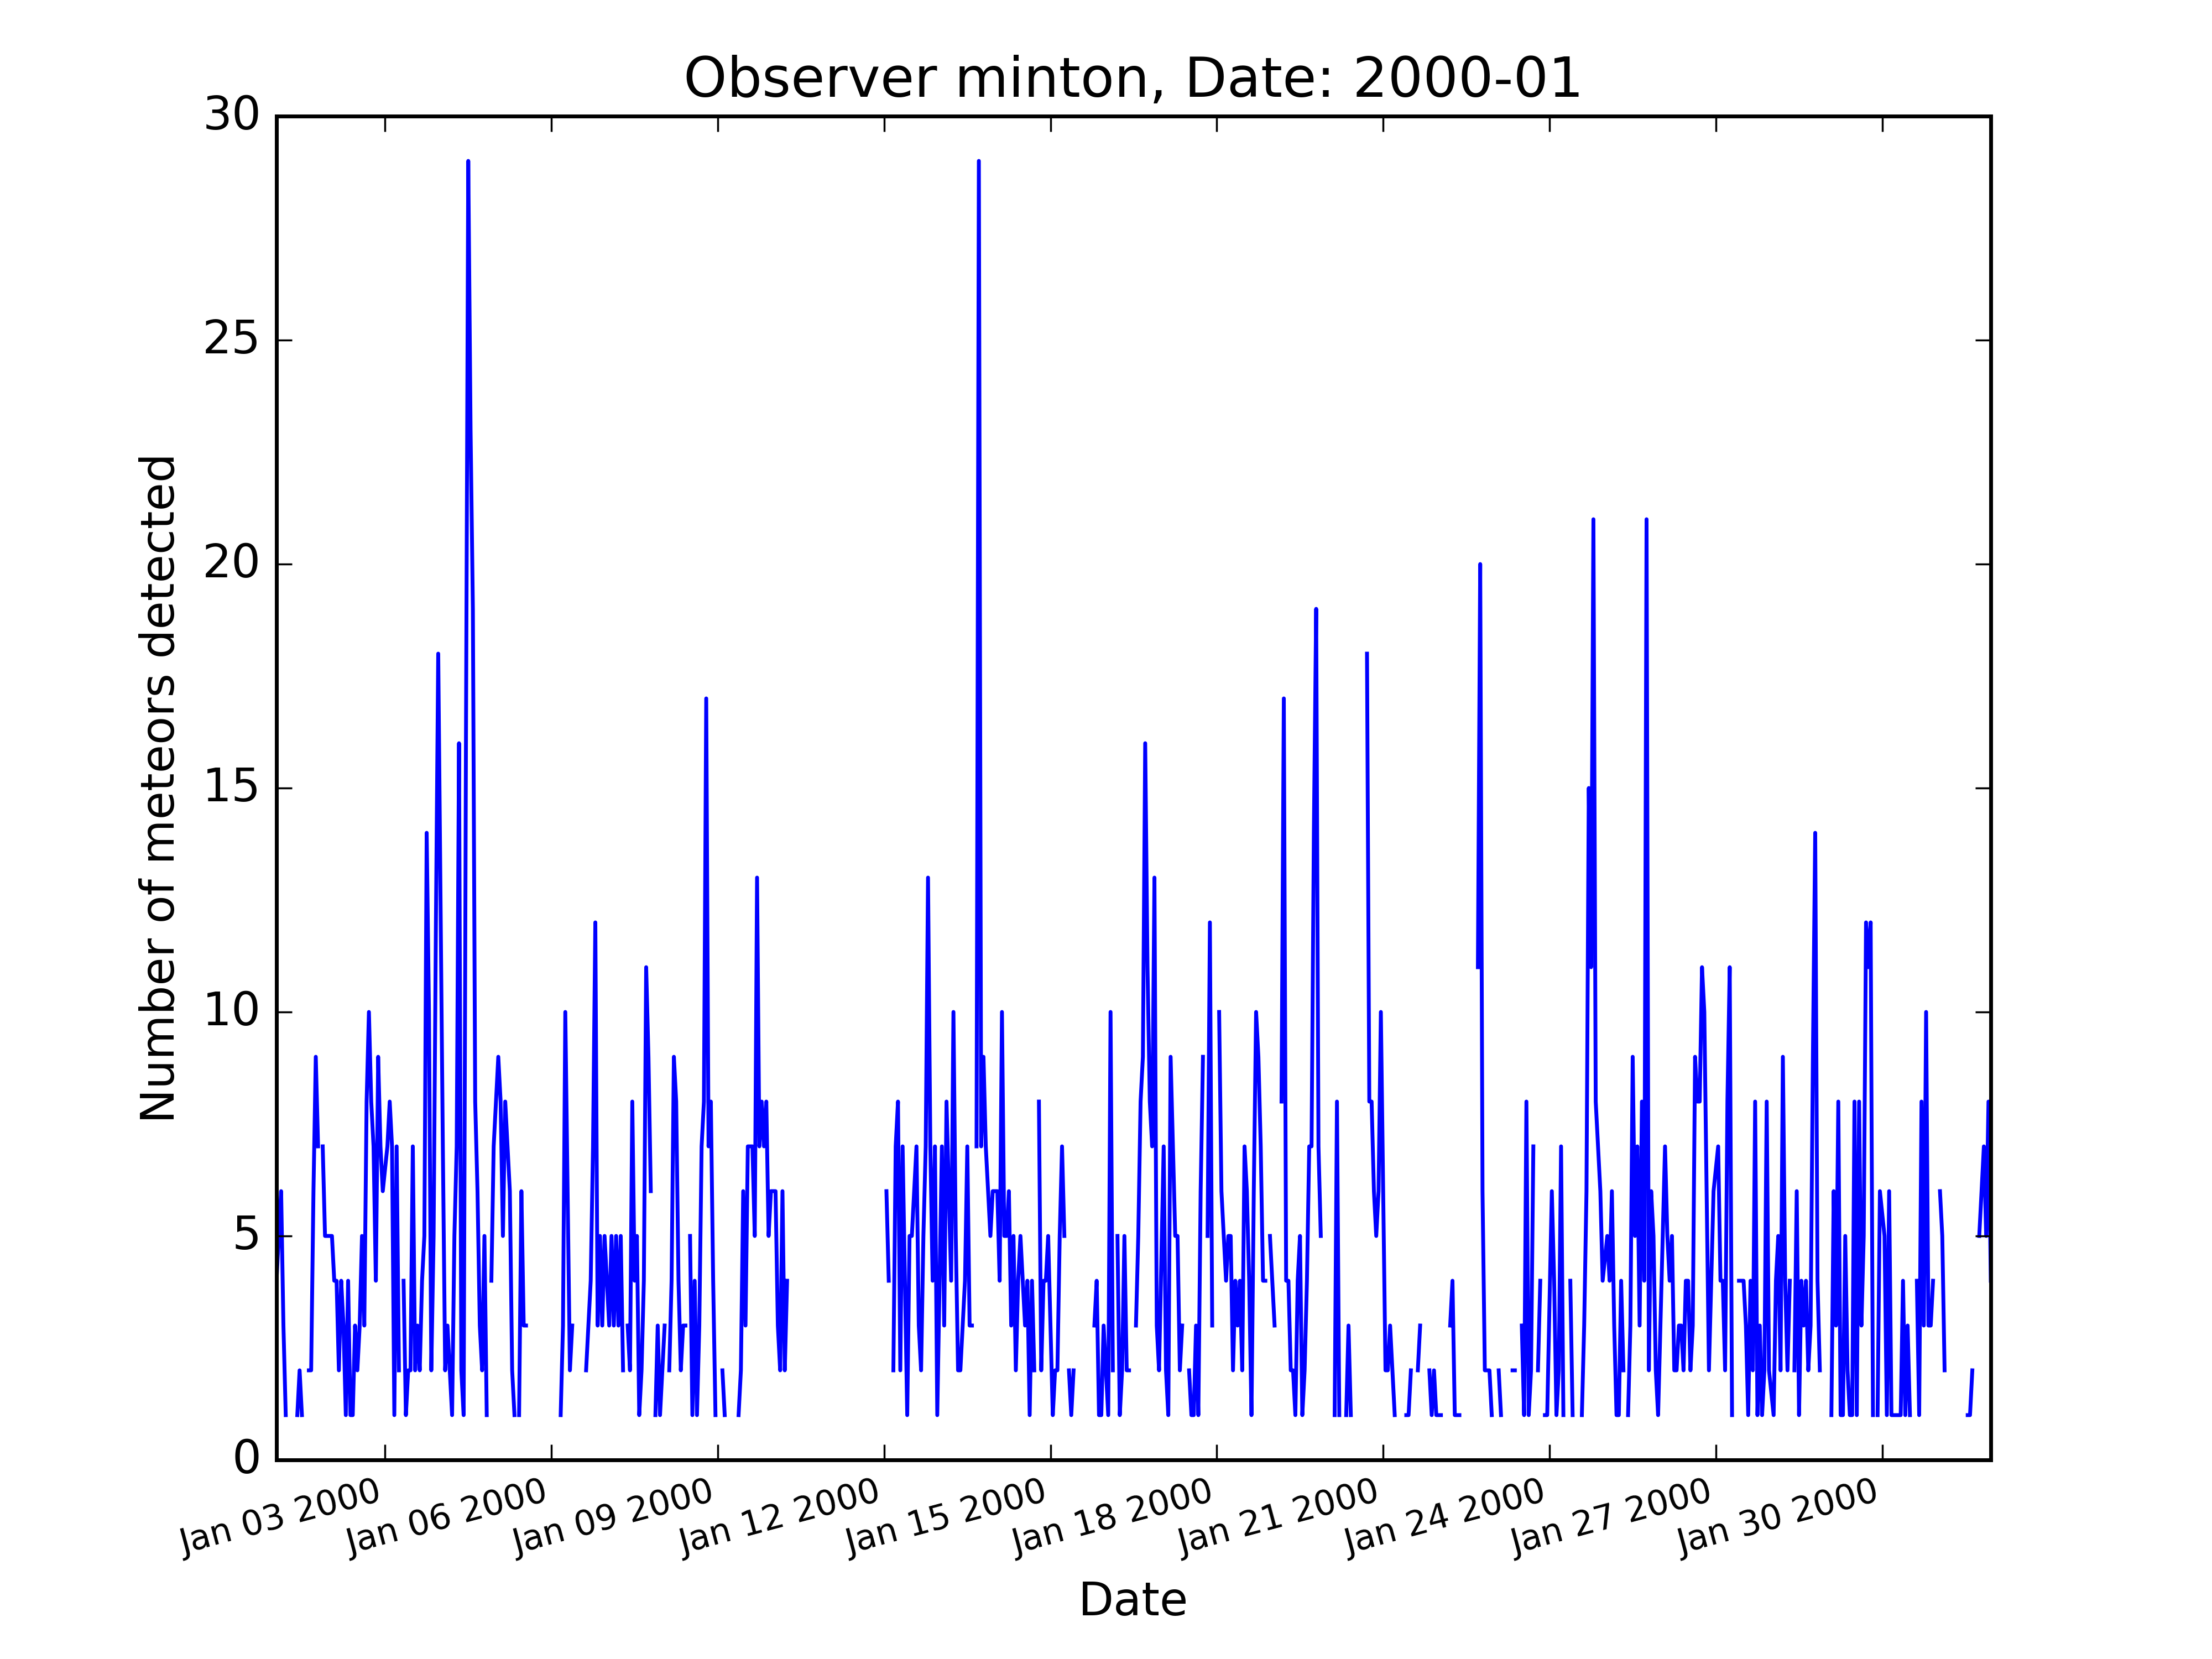 Observer minton, Date: 2000-01
30
25
20
15
10
5
0
Number of meteors detected
Jan 03 2000
Jan 06 2000
Jan 09 2000
Jan 12 2000
Jan 15 2000
Jan 18 2000
Jan 21 2000
Jan 24 2000
Jan 27 2000
Jan 30 2000
Date